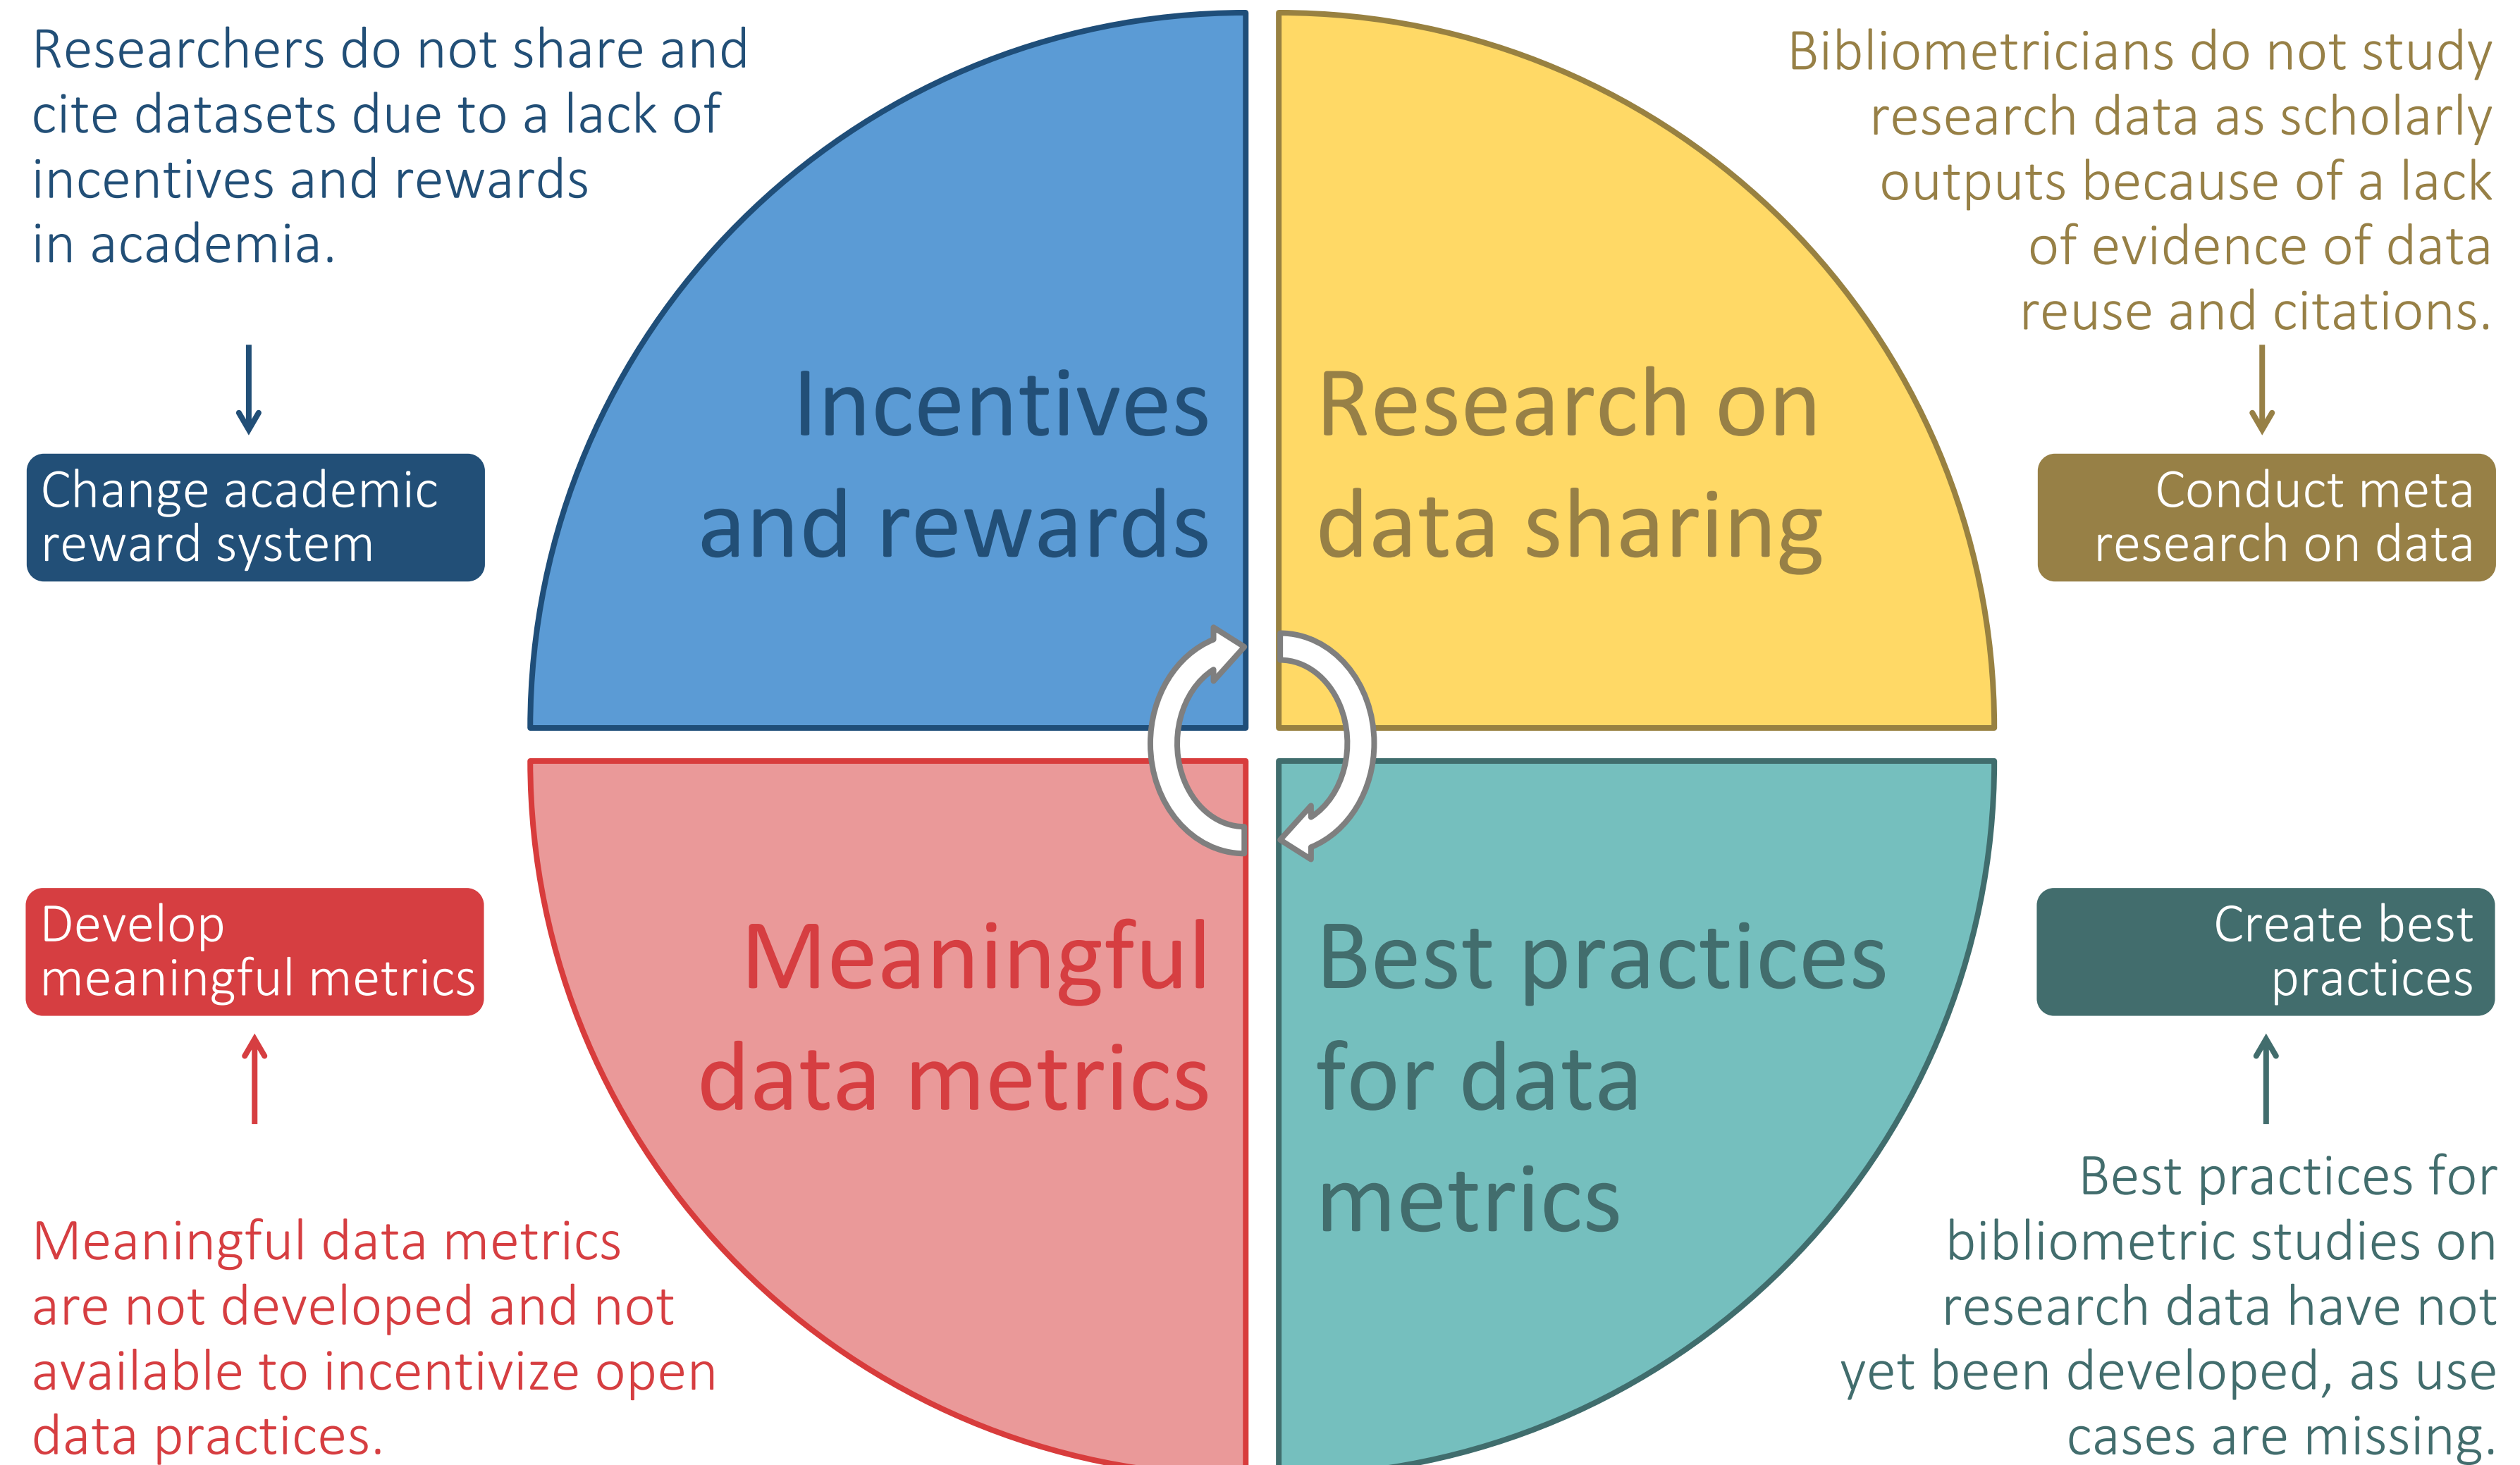 Researchers do not share and
cite datasets due to a lack of
incentives and rewards
in academia.
Change academic
reward system
Incentives
and rewards
Bibliometricians do not study
research data as scholarly
outputs because of a lack
of evidence of data
reuse and citations.
Research on
data sharing
Conduct meta
research on data
Develop
meaningful metrics
Meaningful data metrics
are not developed and not
available to incentivize open
data practices.
Meaningful
data metrics
Best practices
for data
metrics
Create best
practices
Best practices for
bibliometric studies on
research data have not
yet been developed, as use
cases are missing.